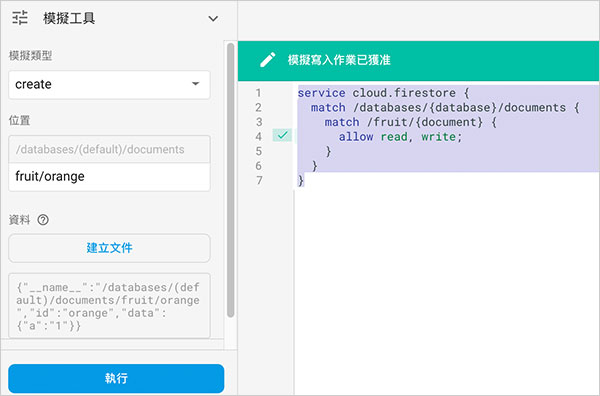 模擬工具
模擬類型
create
位置
/databases/(default)/documents
fruit/orange
資料
建立文件
{"__name__":"/databases/(def
ault)/documents/fruit/orange
","id":"orange","data":
{"a":"1"}}
執行
模擬寫入作業已獲准
1 service cloud.firestore {
2 match /databases/{database}/documents {
3 match /fruit/{document} {
4 allow read, write;
5 }
6 }
7 }